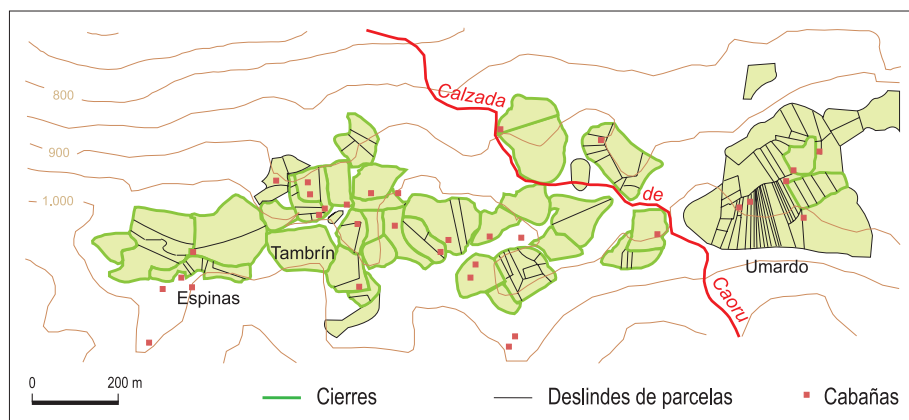 Calzada
800
900
de
1,000
Tambrín
Umardo
Espinas
Caoru
0 200 m
Cierres
Deslindes de parcelas
Cabañas